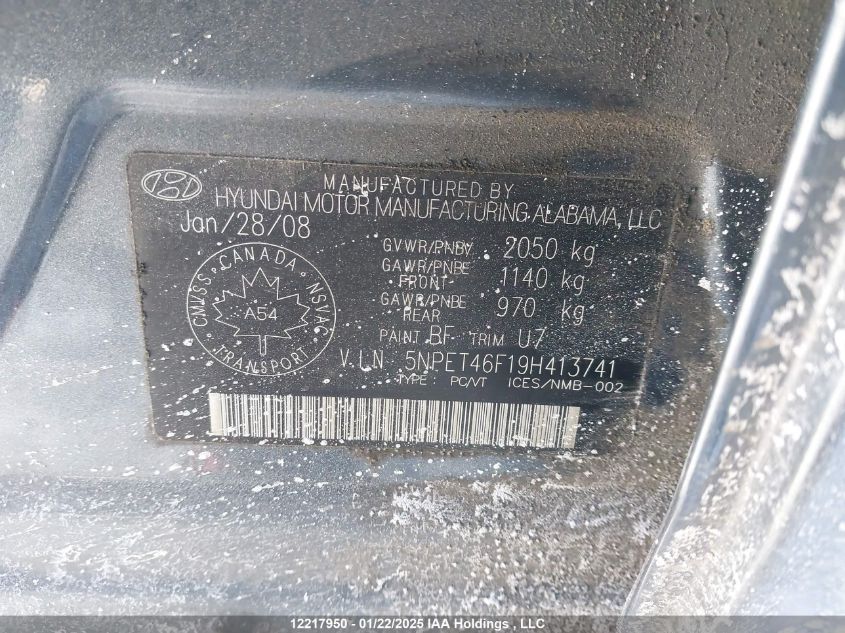 MANUFACTURED BY
HYUNDAI MOTOR MANUFACTURING ALABAMA, LLC
Jan/28/08
GVWR/PNBV 2050 kg
GAWR/PNBE FRONT 1140 kg
GAWR/PNBE REAR 970 kg
CANADA
CMVSS NSVAC
A54
TRANSPORT
PAINT BF TRIM U7
V.I.N 5NPET46F19H413741
TYPE : PC/VT ICES/NMB-002
12217950 - 01/22/2025 IAA Holdings , LLC